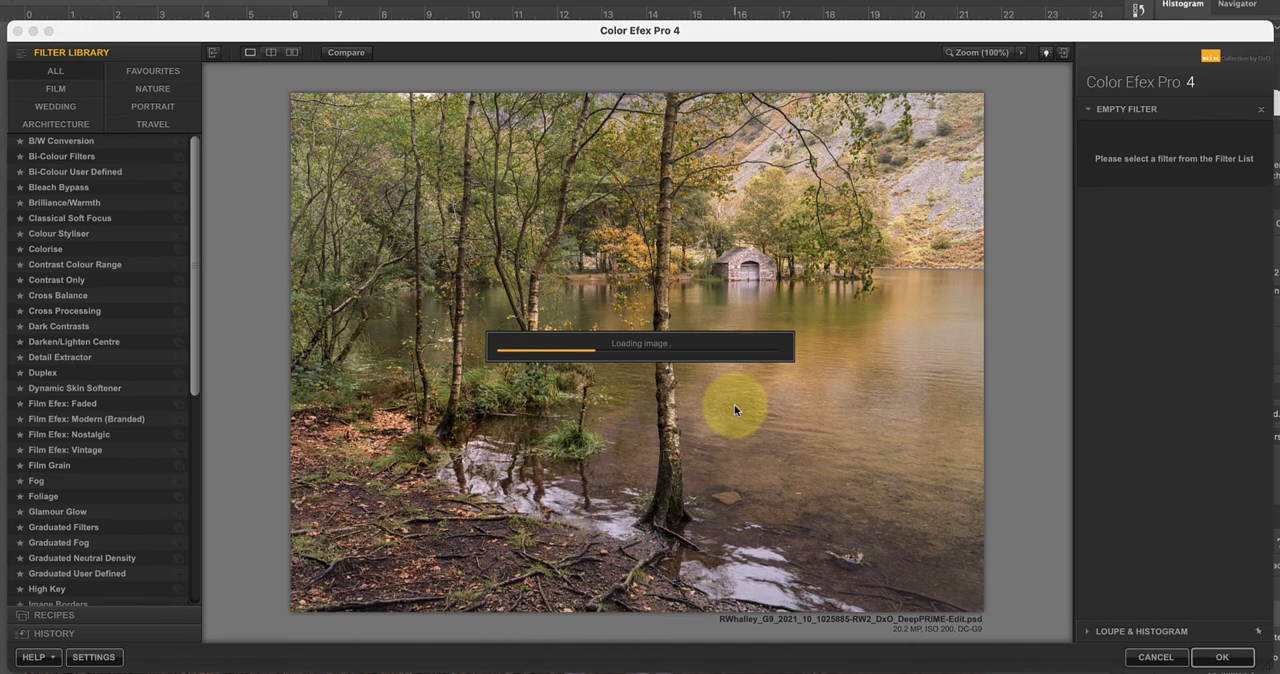 0 1 2 3 4 5 6 7 8 9 10 11 12 13 14 15 16 17 18 19 20 21 22 23 24
Histogram Navigator
Color Efex Pro 4
FILTER LIBRARY
Compare
Zoom (100%)
Nik Collection by DxO
ALL FAVOURITES
FILM NATURE
WEDDING PORTRAIT
ARCHITECTURE TRAVEL
Color Efex Pro 4
EMPTY FILTER
Please select a filter from the Filter List
B/W Conversion
Bi-Colour Filters
Bi-Colour User Defined
Bleach Bypass
Brilliance/Warmth
Classical Soft Focus
Colour Styliser
Colorise
Contrast Colour Range
Contrast Only
Cross Balance
Cross Processing
Dark Contrasts
Darken/Lighten Centre
Detail Extractor
Duplex
Dynamic Skin Softener
Film Efex: Faded
Film Efex: Modern (Branded)
Film Efex: Nostalgic
Film Efex: Vintage
Film Grain
Fog
Foliage
Glamour Glow
Graduated Filters
Graduated Fog
Graduated Neutral Density
Graduated User Defined
High Key
Image Borders
Loading image .
RWhalley_G9_2021_10_1025885-RW2_DxO_DeepPRIME-Edit.psd
20.2 MP, ISO 200, DC-G9
RECIPES
HISTORY
LOUPE & HISTOGRAM
HELP SETTINGS
CANCEL OK